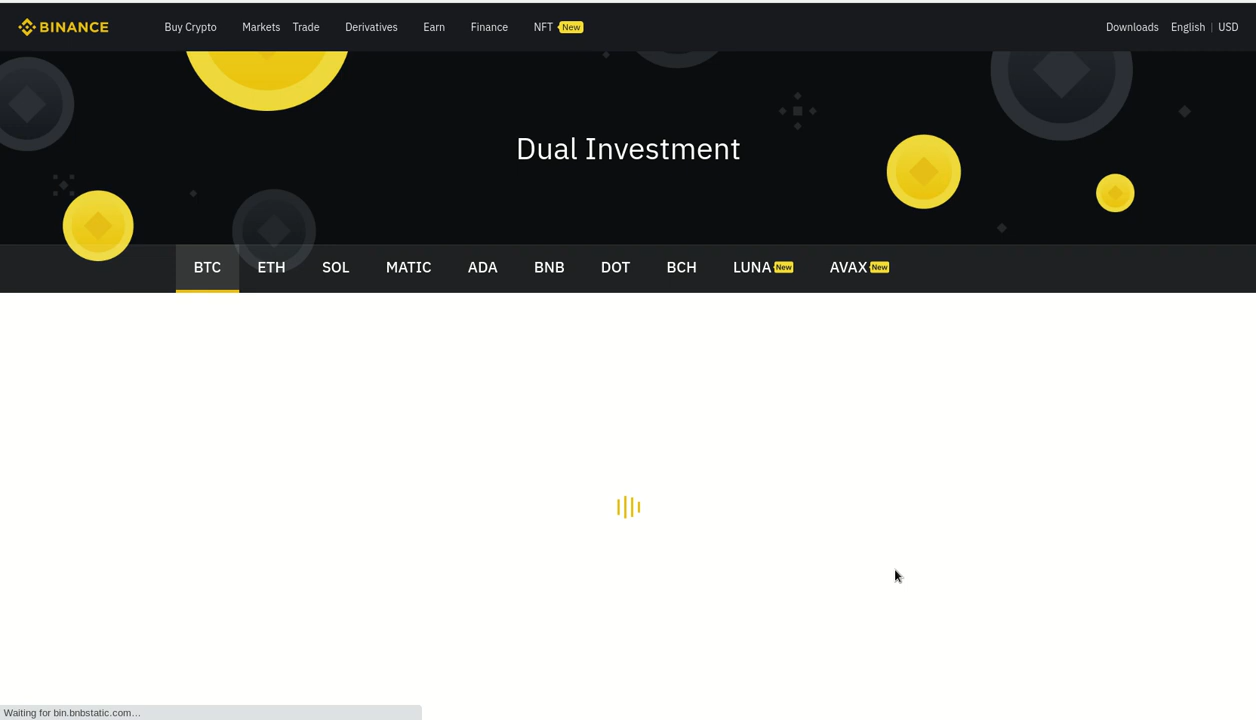 BINANCE Buy Crypto Markets Trade Derivatives Earn Finance NFT New Downloads English | USD
Dual Investment
BTC ETH SOL MATIC ADA BNB DOT BCH LUNA New AVAX New
Waiting for bin.bnbstatic.com…